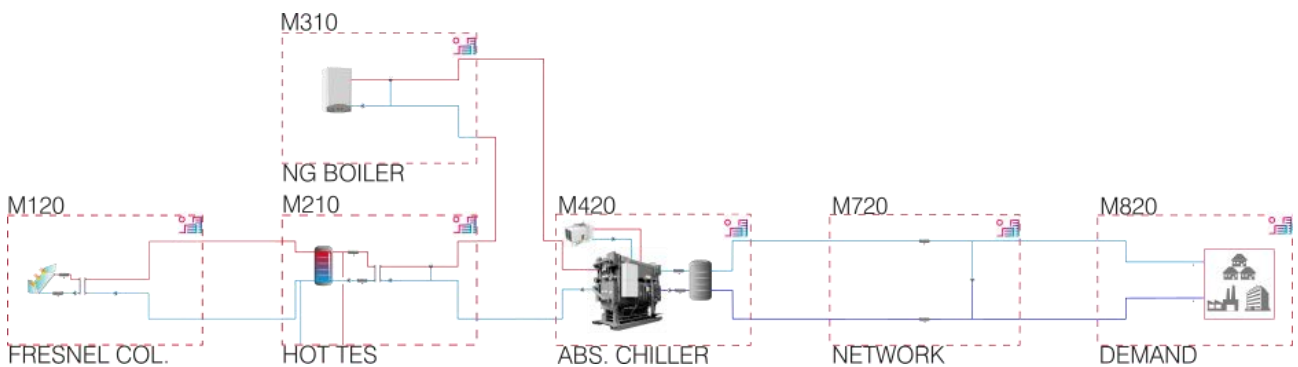 M310
NG BOILER
M120
M210
M420
M720
M820
FRESNEL COL.
HOT TES
ABS. CHILLER
NETWORK
DEMAND